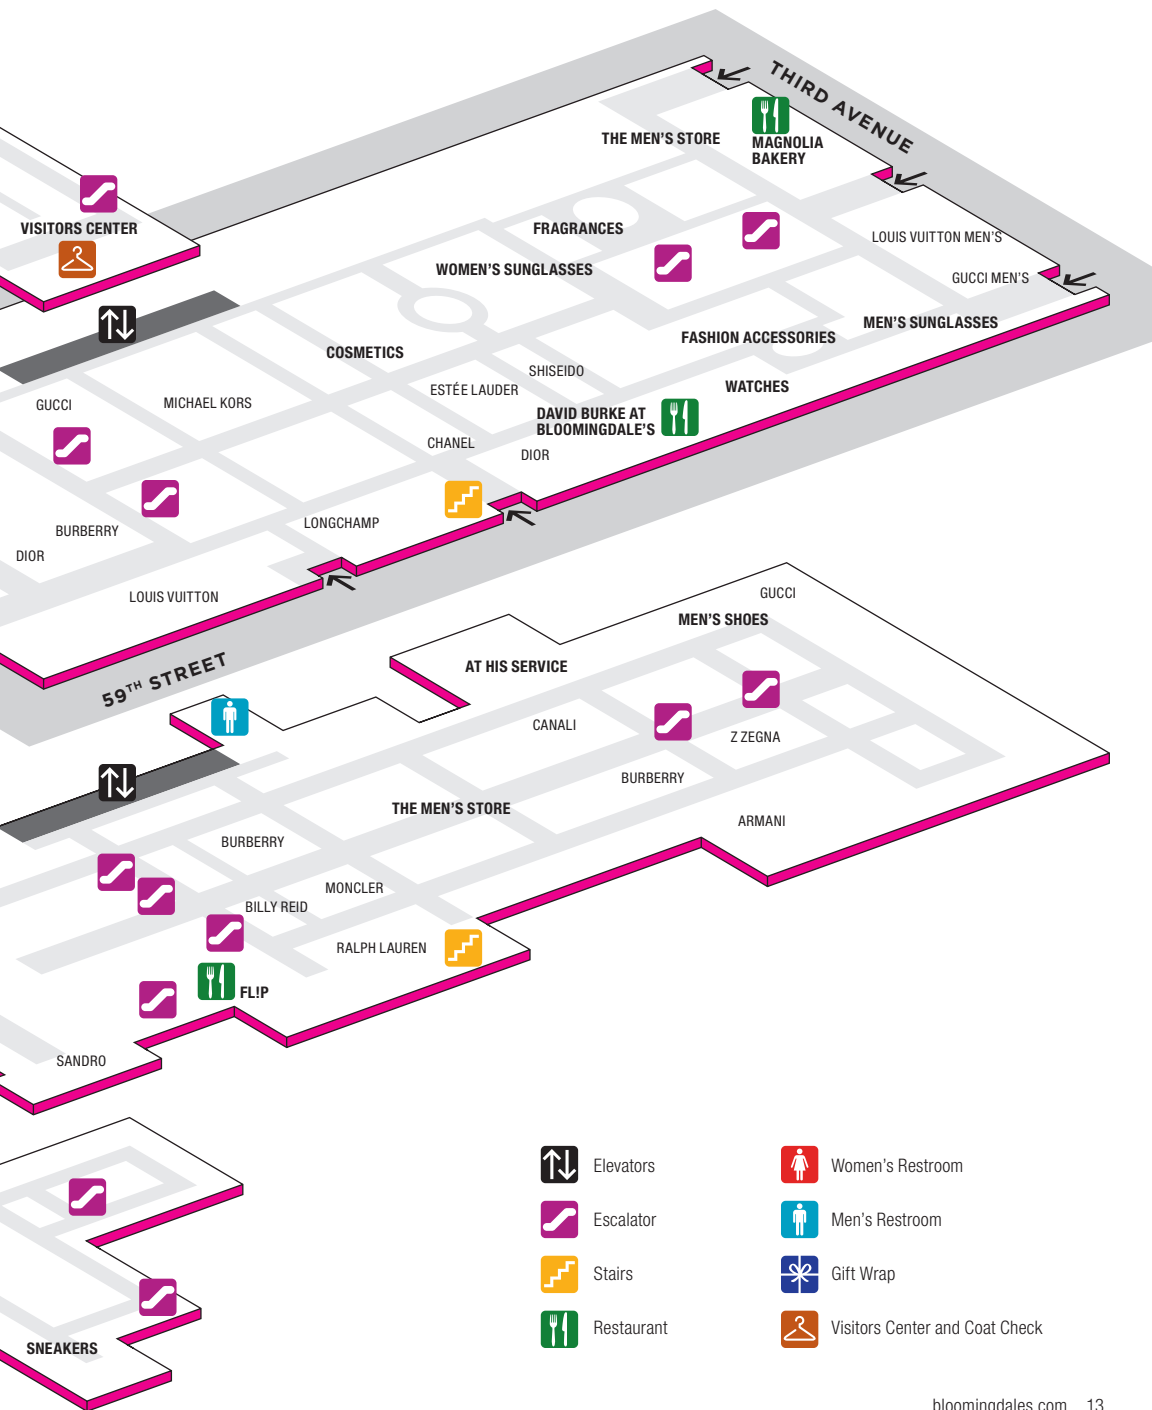 THIRD AVENUE
THE MEN'S STORE
MAGNOLIA
BAKERY
VISITORS CENTER
FRAGRANCES
LOUIS VUITTON MEN'S
WOMEN'S SUNGLASSES
GUCCI MEN'S
MEN'S SUNGLASSES
FASHION ACCESSORIES
COSMETICS
SHISEIDO
ESTÉE LAUDER
WATCHES
GUCCI
MICHAEL KORS
DAVID BURKE AT
BLOOMINGDALE'S
CHANEL
DIOR
LONGCHAMP
BURBERRY
DIOR
LOUIS VUITTON
59TH STREET
GUCCI
MEN'S SHOES
AT HIS SERVICE
CANALI
Z ZEGNA
BURBERRY
THE MEN'S STORE
ARMANI
BURBERRY
MONCLER
BILLY REID
RALPH LAUREN
FL!P
SANDRO
SNEAKERS
Elevators
Escalator
Stairs
Restaurant
Women's Restroom
Men's Restroom
Gift Wrap
Visitors Center and Coat Check
bloomingdales.com 13